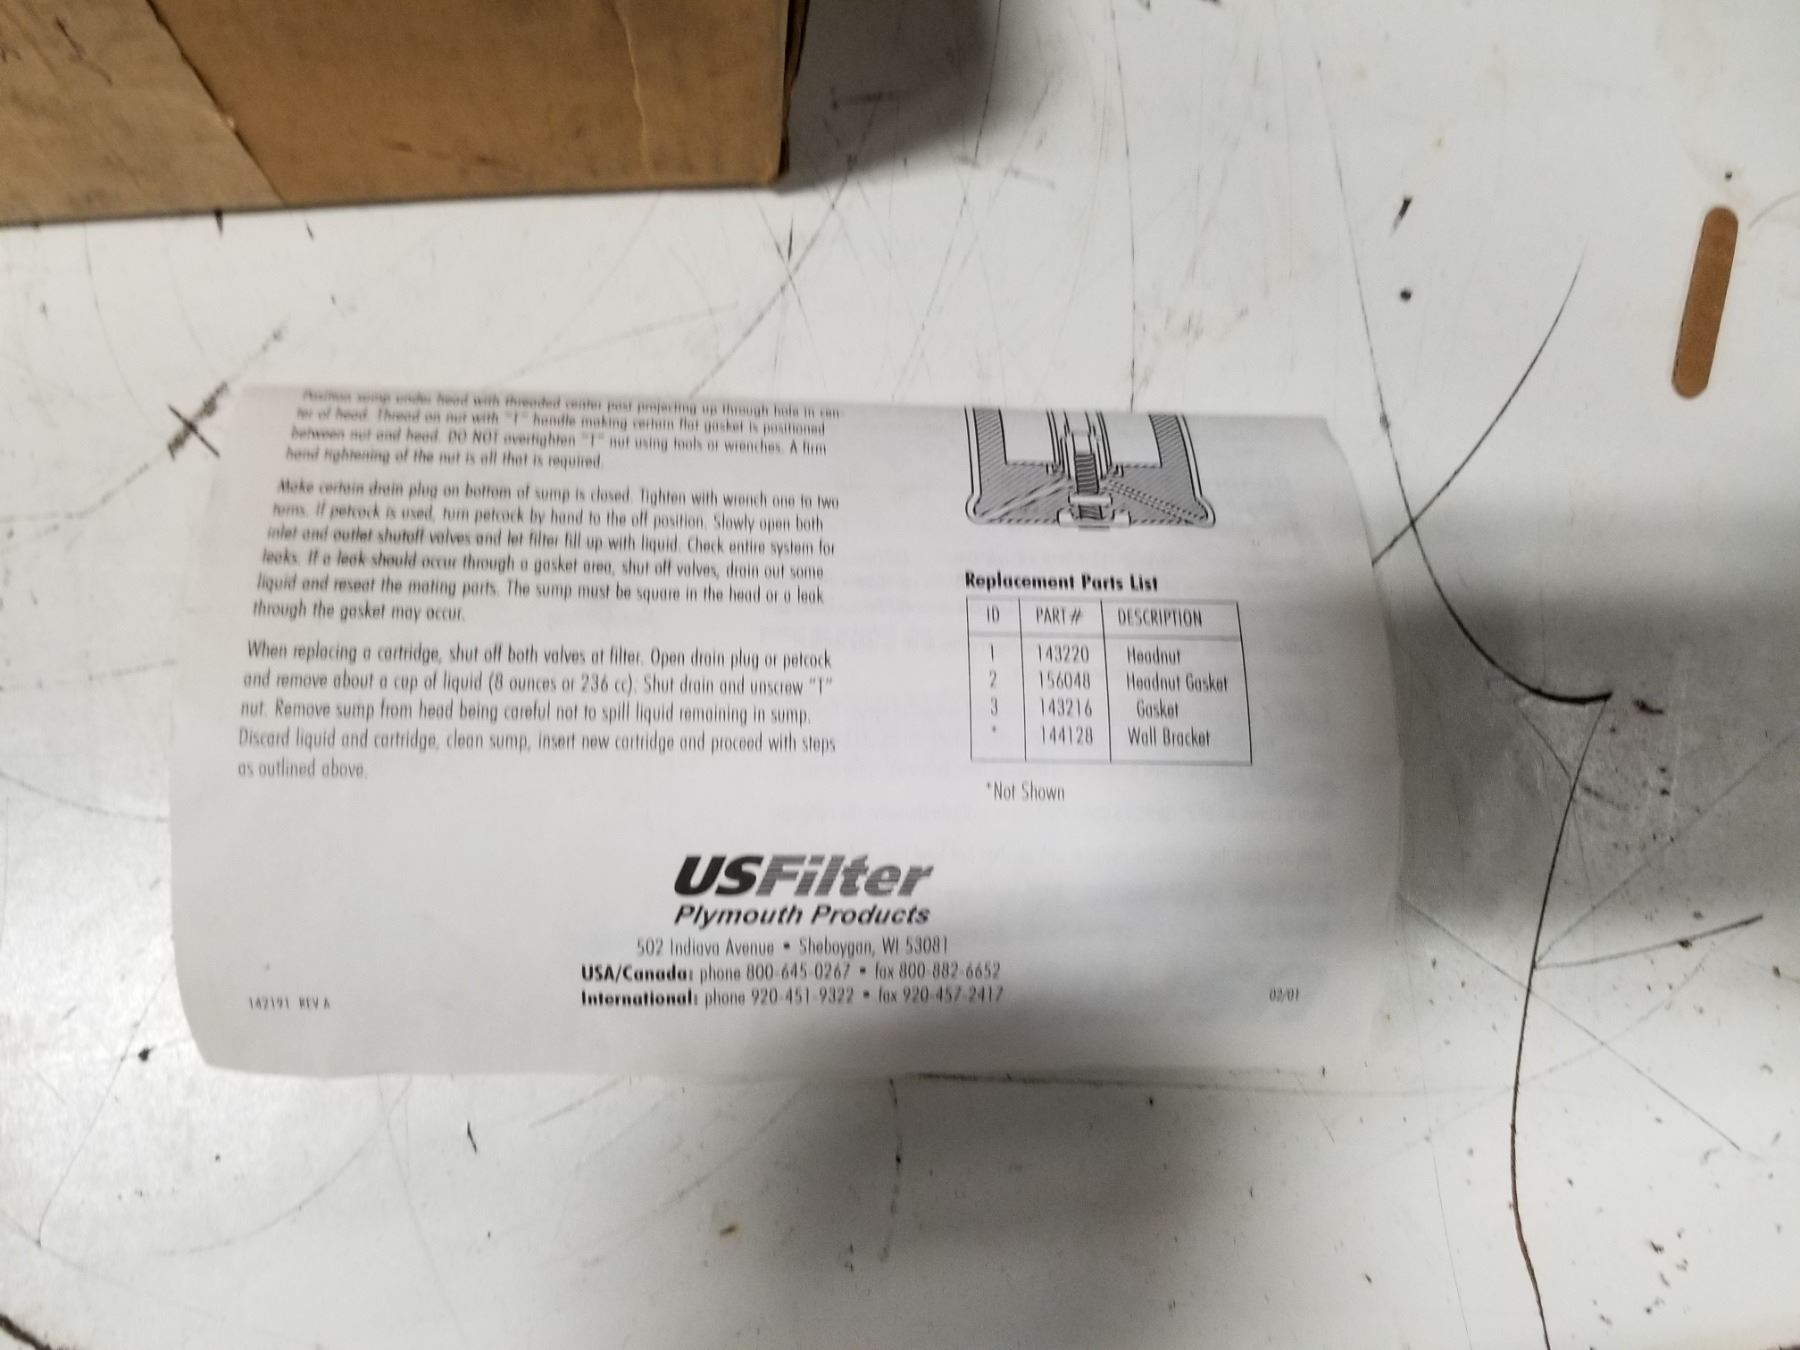 Position sump under head with threaded center post projecting up through hole in cen-
ter of head. Thread on nut with "T" handle making certain flat gasket is positioned
between nut and head. DO NOT overtighten "T" nut using tools or wrenches. A firm
hand tightening of the nut is all that is required.
Make certain drain plug on bottom of sump is closed. Tighten with wrench one to two
turns. If petcock is used, turn petcock by hand to the off position. Slowly open both
inlet and outlet shutoff valves and let filter fill up with liquid. Check entire system for
leaks. If a leak should occur through a gasket area, shut off valves, drain out some
liquid and reseat the mating parts. The sump must be square in the head or a leak
through the gasket may occur.
When replacing a cartridge, shut off both valves at filter. Open drain plug or petcock
and remove about a cup of liquid (8 ounces or 236 cc). Shut drain and unscrew "T"
nut. Remove sump from head being careful not to spill liquid remaining in sump.
Discard liquid and cartridge, clean sump, insert new cartridge and proceed with steps
as outlined above.
Replacement Parts List
ID PART# DESCRIPTION
1 143220 Headnut
2 156048 Headnut Gasket
3 143216 Gasket
* 144128 Wall Bracket
*Not Shown
USFilter
Plymouth Products
502 Indiava Avenue • Sheboygan, WI 53081
USA/Canada: phone 800-645-0267 • fax 800-882-6652
International: phone 920-451-9322 • fax 920-457-2417
142191 REV A
02/01